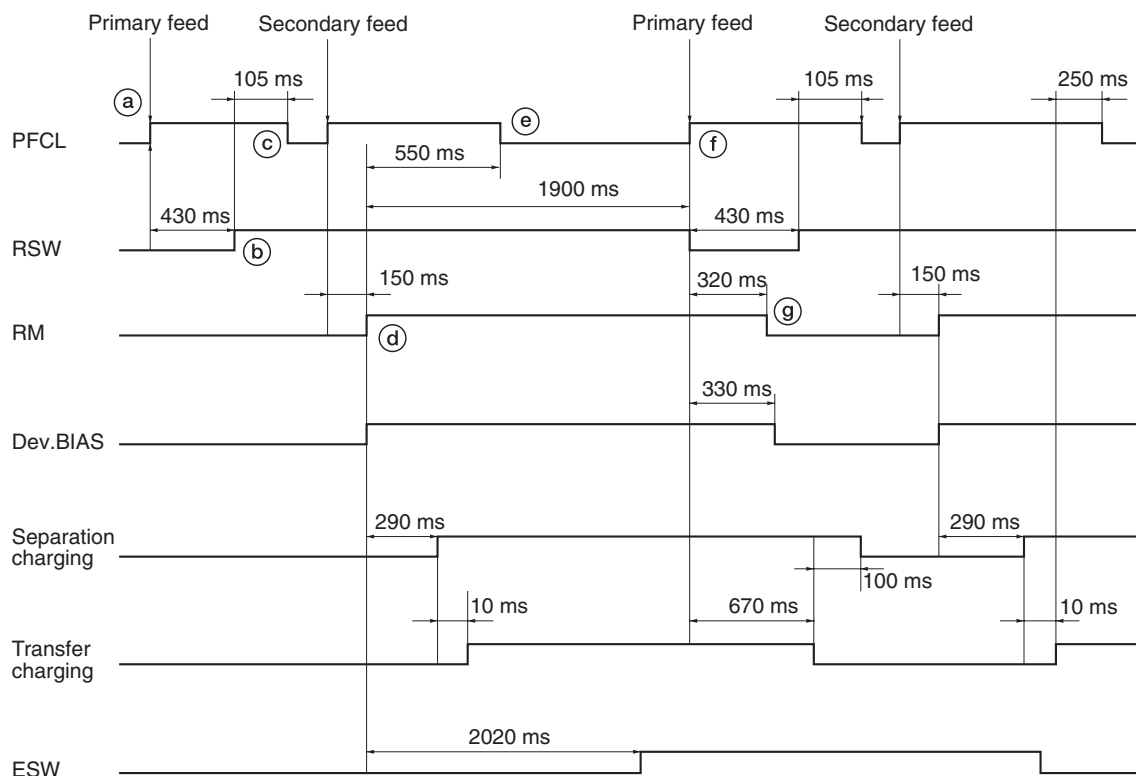 Primary feed
Secondary feed
Primary feed
Secondary feed
105 ms
105 ms
250 ms
a
PFCL
c
e
f
550 ms
1900 ms
430 ms
430 ms
RSW
b
150 ms
320 ms
150 ms
RM
d
g
330 ms
Dev.BIAS
290 ms
290 ms
Separation
charging
100 ms
10 ms
670 ms
10 ms
Transfer
charging
2020 ms
ESW